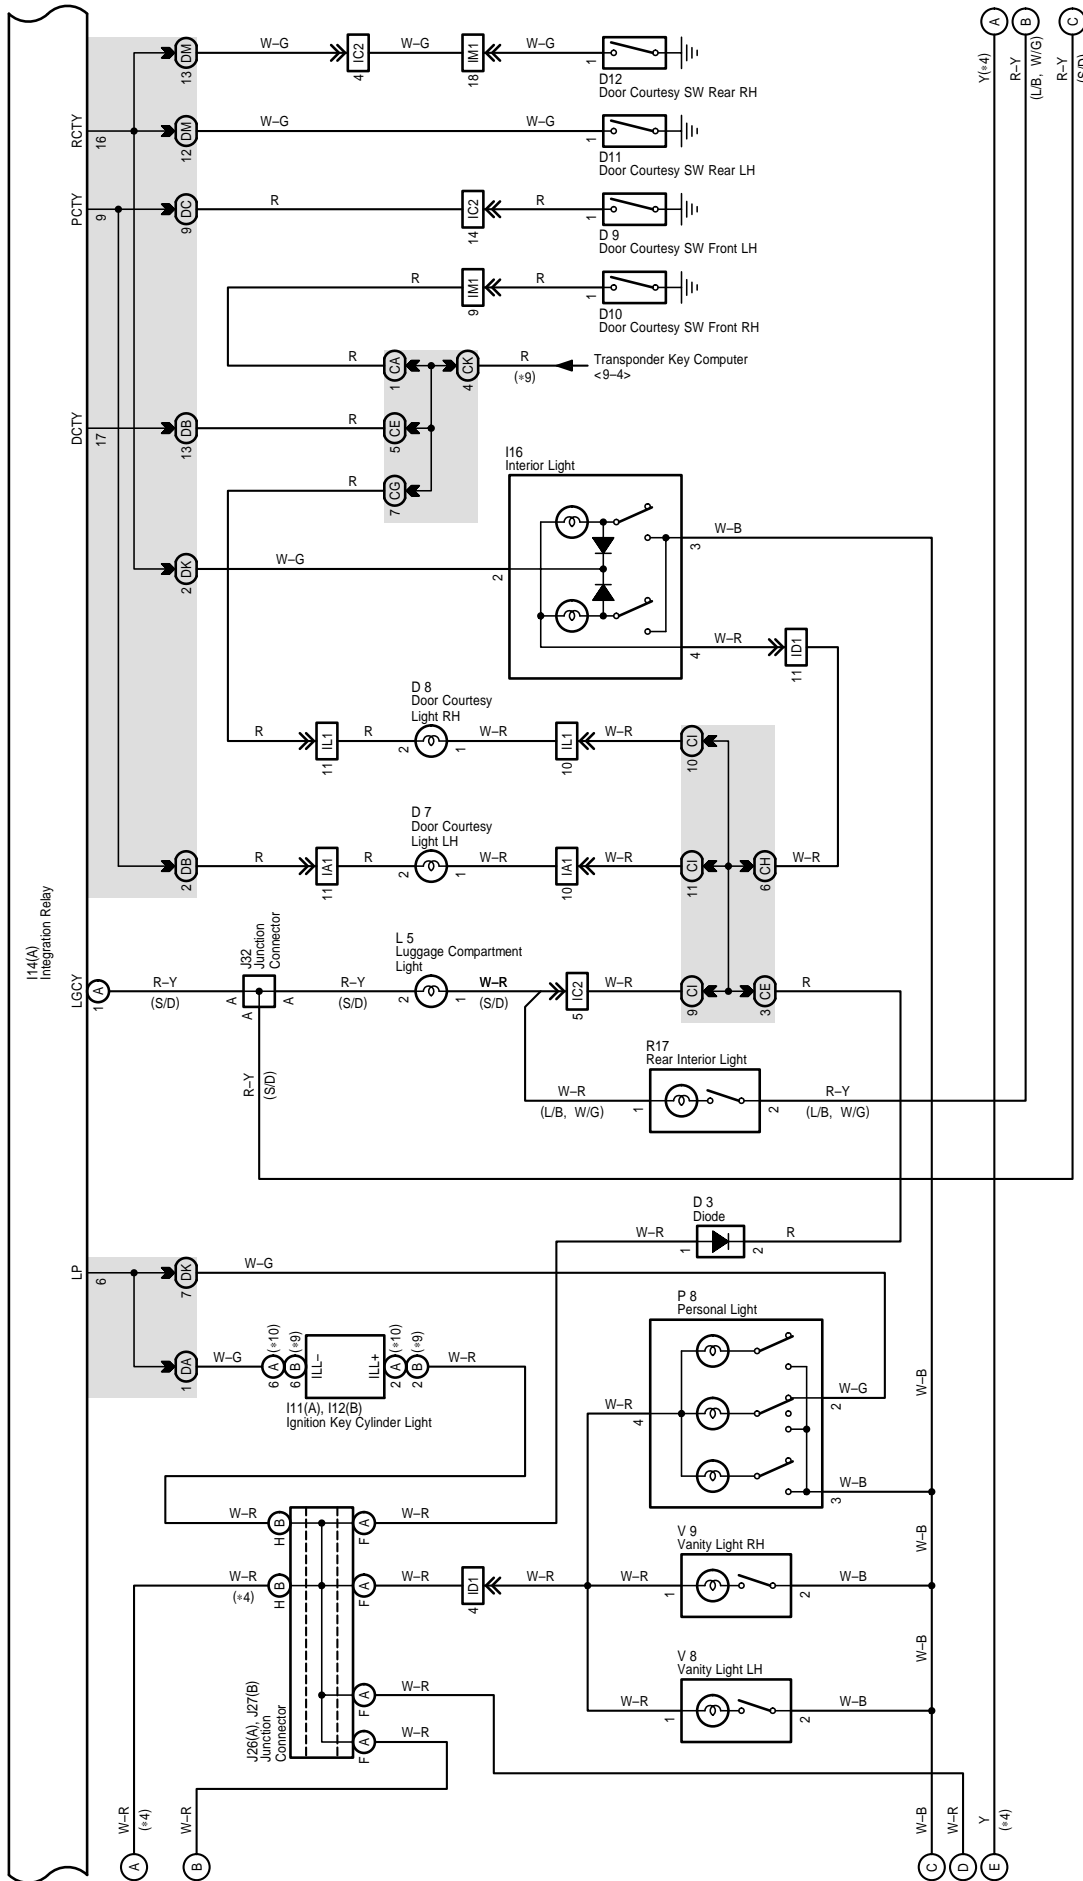 A
B
C
Y(*4)
R–Y
(L/B, W/G)
R–Y
(S/D)
13 DM
W–G
IC2
4
W–G
IM1
18
W–G
1
D12
Door Courtesy SW Rear RH
RCTY
16
12 DM
W–G
1
D11
Door Courtesy SW Rear LH
PCTY
9
9 DC
R
IC2
14
R
1
D 9
Door Courtesy SW Front LH
R
IM1
9
R
1
D10
Door Courtesy SW Front RH
R
1 CA
4 CK
R
(*9)
Transponder Key Computer
<9–4>
DCTY
17
13 DB
R
5 CE
R
7 CG
I16
Interior Light
W–B
3
2 DK
W–G
2
W–R
4
ID1
11
D 8
Door Courtesy
Light RH
R
IL1
11
R
2
1
W–R
IL1
10
W–R
10 CI
D 7
Door Courtesy
Light LH
2 DB
R
IA1
11
R
2
1
W–R
IA1
10
W–R
11 CI
6 CH
W–R
I14(A)
Integration Relay
J32
Junction
Connector
L 5
Luggage Compartment
Light
LGCY
1
A
R–Y
(S/D)
A
A
A
R–Y
(S/D)
2
1
W–R
(S/D)
IC2
5
W–R
9 CI
3 CE
R
R–Y
(S/D)
R17
Rear Interior Light
W–R
(L/B, W/G)
1
2
R–Y
(L/B, W/G)
D 3
Diode
W–R
1
2
R
LP
6
7 DK
W–G
P 8
Personal Light
1 DA
W–G
6 A (*10)
6 B (*9)
ILL–
ILL+
2 A (*10)
2 B (*9)
W–R
I11(A), I12(B)
Ignition Key Cylinder Light
W–R
4
W–G
2
W–B
W–B
3
W–R
H B
F A
W–R
V 9
Vanity Light RH
W–B
W–R
(*4)
H B
F A
W–R
ID1
4
W–R
W–R
1
2
W–B
V 8
Vanity Light LH
W–B
F A
W–R
W–R
1
2
W–B
J26(A), J27(B)
Junction
Connector
F A
W–R
W–R
(*4)
W–R
W–B
W–R
Y
(*4)
A
B
C
D
E